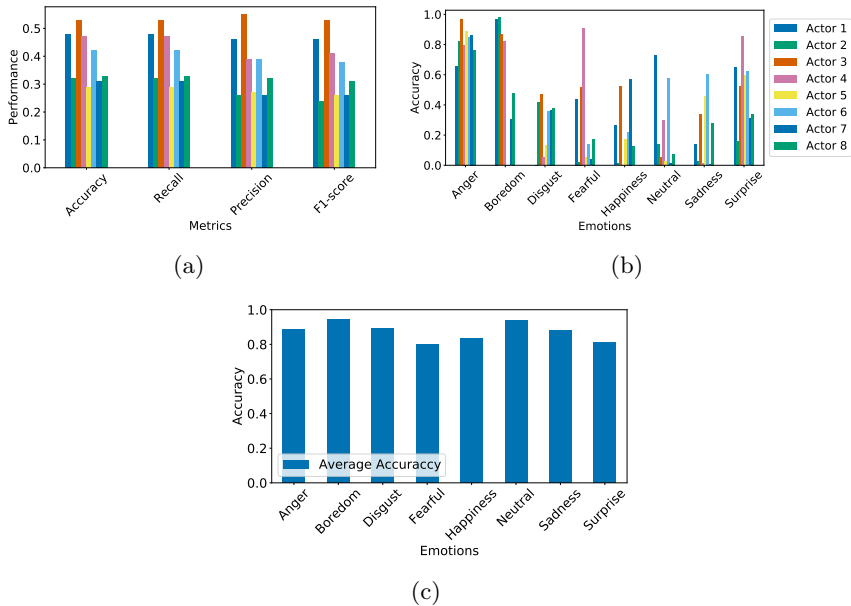 0.5
0.4
0.3
0.2
0.1
0.0
Performance
Accuracy
Recall
Precision
F1-score
Metrics
(a)
1.0
0.8
0.6
0.4
0.2
0.0
Accuracy
Anger
Boredom
Disgust
Fearful
Happiness
Neutral
Sadness
Surprise
Emotions
Actor 1
Actor 2
Actor 3
Actor 4
Actor 5
Actor 6
Actor 7
Actor 8
(b)
1.0
0.8
0.6
0.4
0.2
0.0
Accuracy
Average Accuraccy
Anger
Boredom
Disgust
Fearful
Happiness
Neutral
Sadness
Surprise
Emotions
(c)